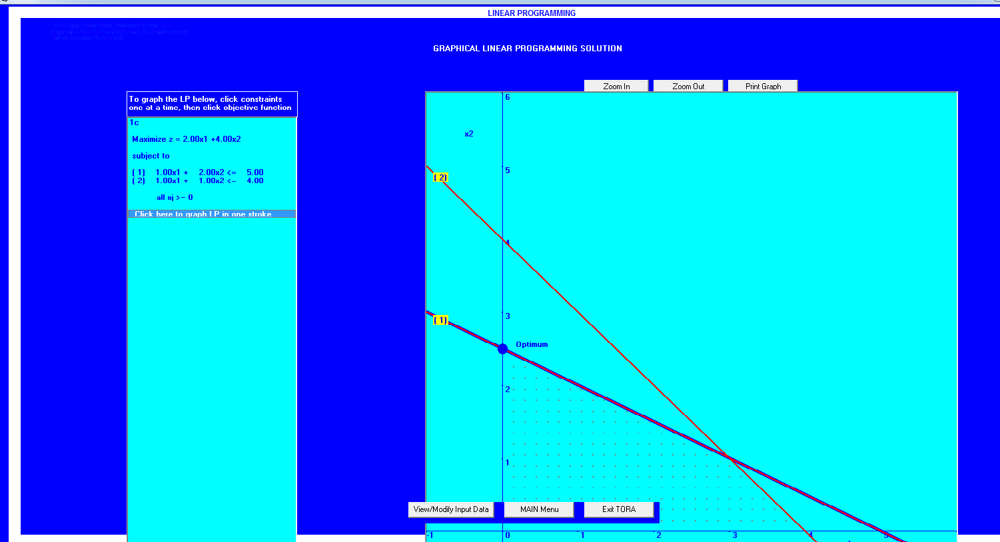 LINEAR PROGRAMMING
GRAPHICAL LINEAR PROGRAMMING SOLUTION
Zoom In Zoom Out Print Graph
To graph the LP below, click constraints
one at a time, then click objective function
1c
Maximize z = 2.00x1 +4.00x2
subject to
( 1) 1.00x1 + 2.00x2 <= 5.00
( 2) 1.00x1 + 1.00x2 <= 4.00
all xj >= 0
Click here to graph LP in one stroke
6
x2
5
( 2)
4
3
( 1)
Optimum
2
1
View/Modify Input Data MAIN Menu Exit TORA
-1 0 1 2 3 4 5